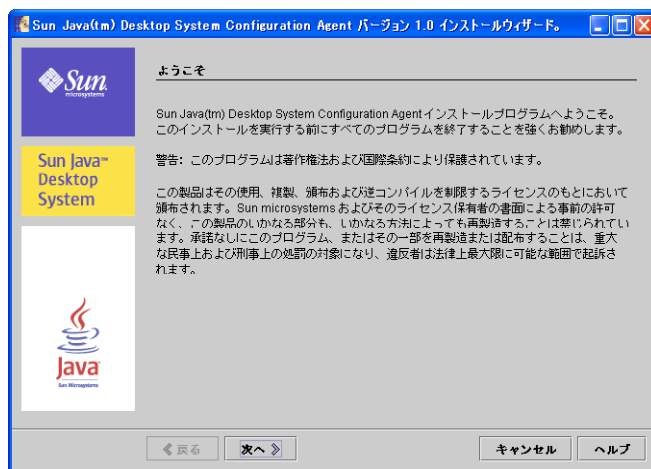 Sun Java(tm) Desktop System Configuration Agent バージョン 1.0 インストールウィザード。
Sun
microsystems
Sun Java™
Desktop
System
Java
Sun Microsystems
ようこそ
Sun Java(tm) Desktop System Configuration Agentインストールプログラムへようこそ。
このインストールを実行する前にすべてのプログラムを終了することを強くお勧めします。
警告: このプログラムは著作権法および国際条約により保護されています。
この製品はその使用、複製、頒布および逆コンパイルを制限するライセンスのもとにおいて
頒布されます。Sun microsystems およびそのライセンス保有者の書面による事前の許可
なく、この製品のいかなる部分も、いかなる方法によっても再製造することは禁じられてい
ます。承諾なしにこのプログラム、またはその一部を再製造または配布することは、重大
な民事上および刑事上の処罰の対象になり、違反者は法律上最大限に可能な範囲で起訴さ
れます。
戻る
次へ
キャンセル
ヘルプ